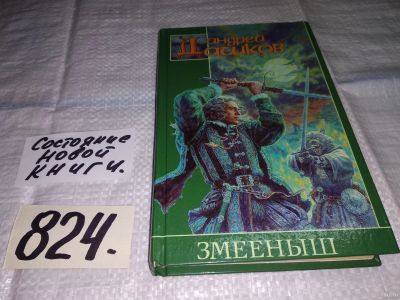 Андрей
Дашков
ЗМЕЕНЫШ
Состояние
новой
книги.
824.